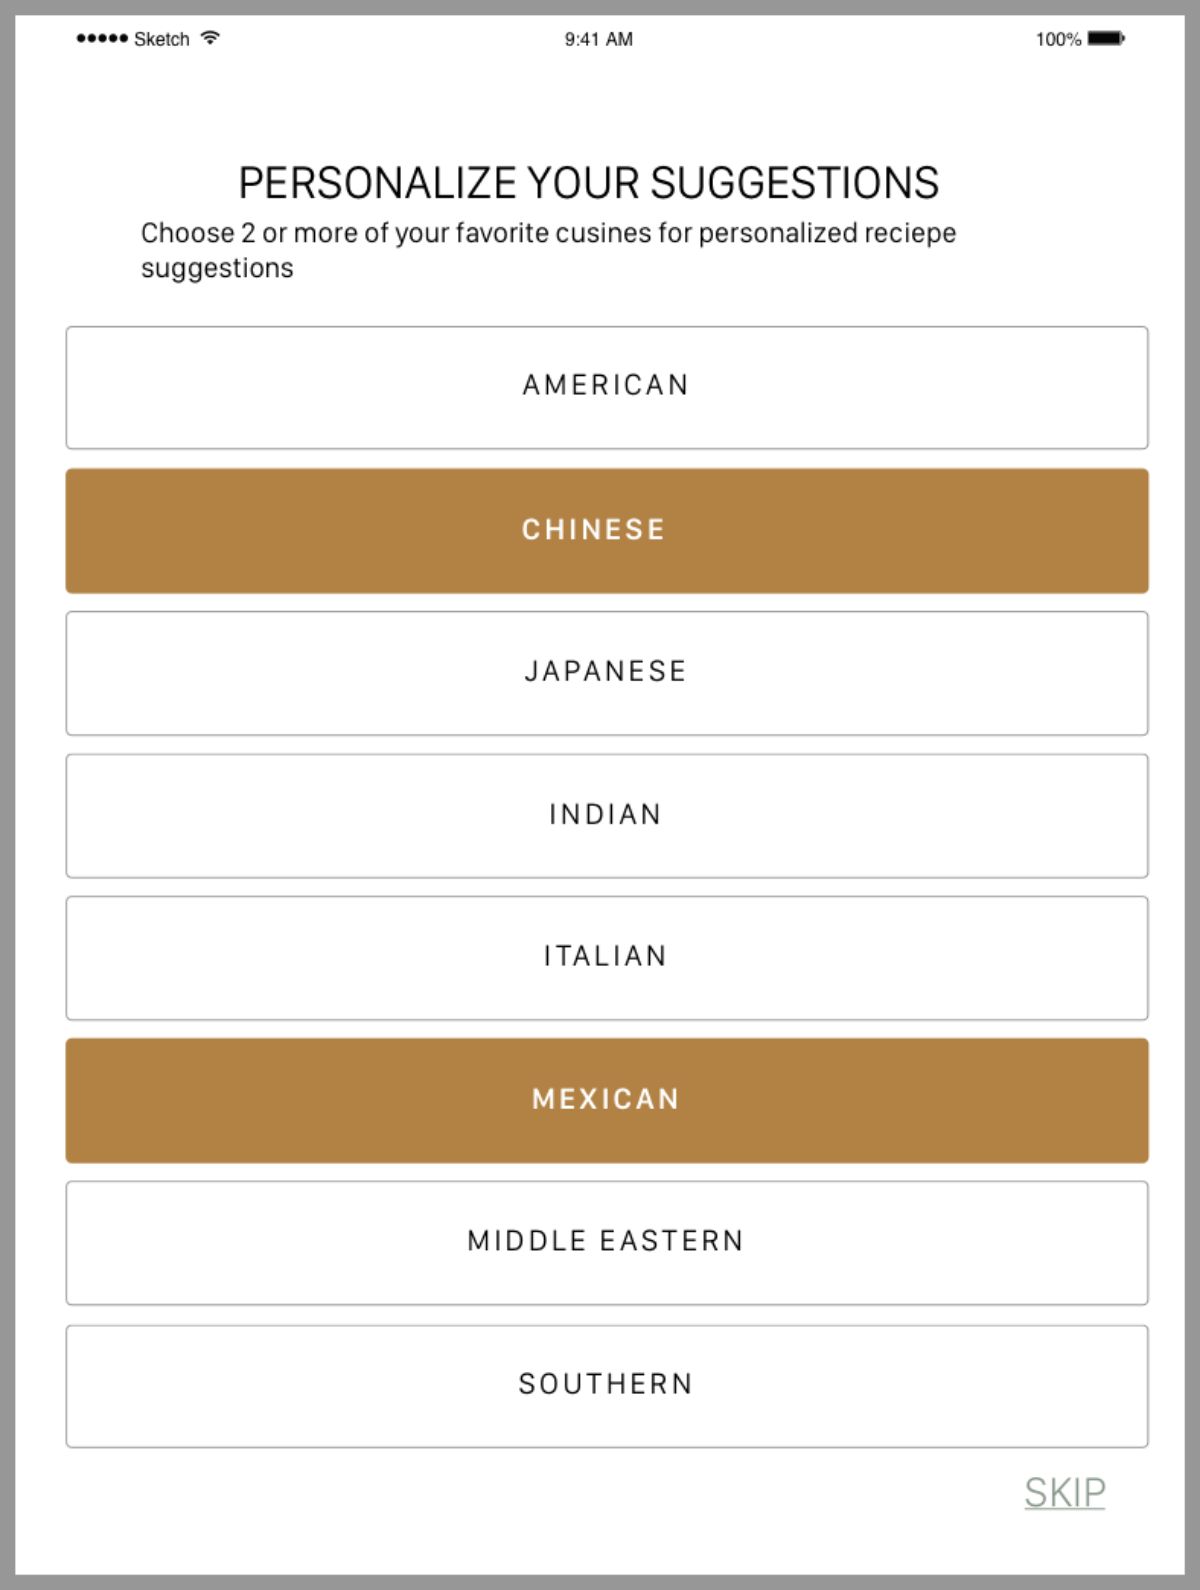 Sketch
9:41 AM
100%
PERSONALIZE YOUR SUGGESTIONS
Choose 2 or more of your favorite cusines for personalized reciepe
suggestions
AMERICAN
CHINESE
JAPANESE
INDIAN
ITALIAN
MEXICAN
MIDDLE EASTERN
SOUTHERN
SKIP